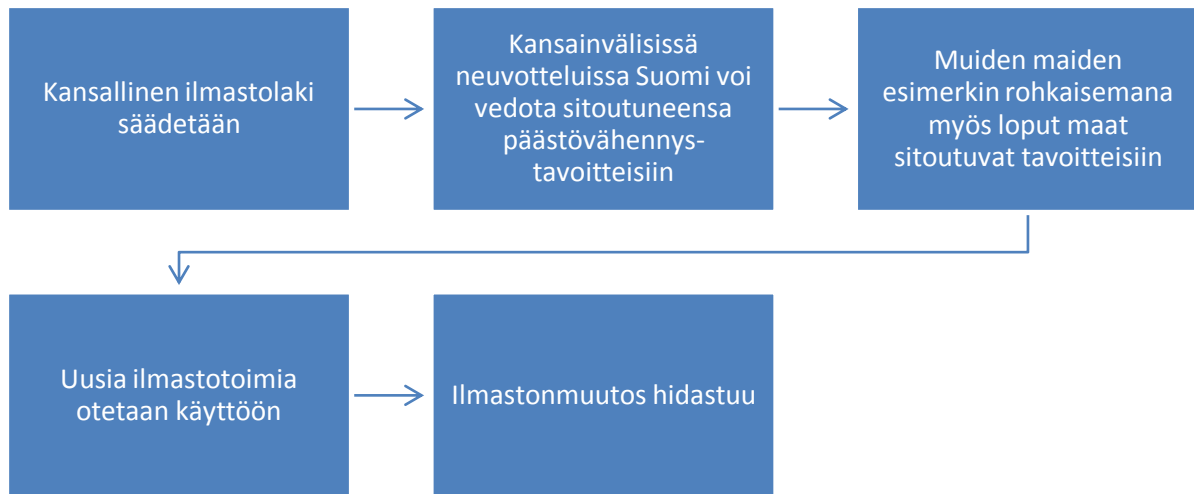 Kansallinen ilmastolaki
säädetään
Kansainvälisissä
neuvotteluissa Suomi voi
vedota sitoutuneensa
päästövähennys-
tavoitteisiin
Muiden maiden
esimerkin rohkaisemana
myös loput maat
sitoutuvat tavoitteisiin
Uusia ilmastotoimia
otetaan käyttöön
Ilmastonmuutos hidastuu